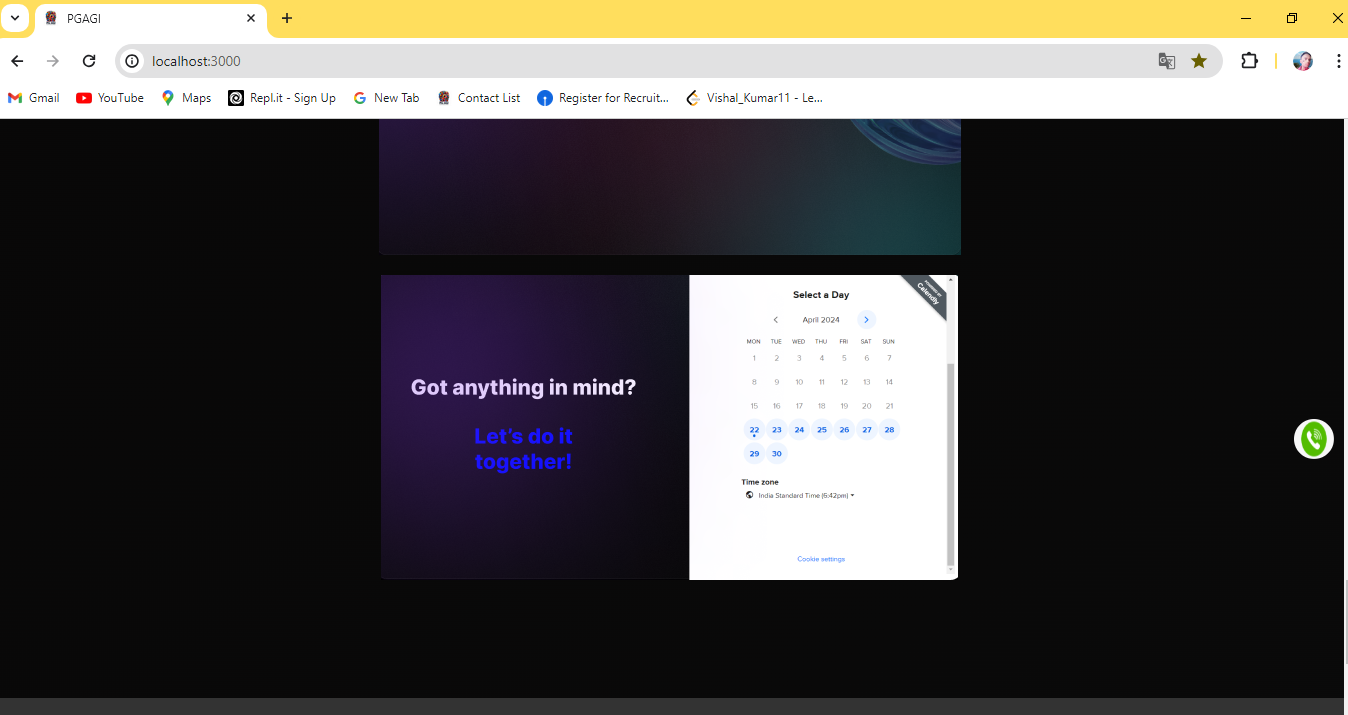 PGAGI
localhost:3000
Gmail YouTube Maps Repl.it - Sign Up New Tab Contact List Register for Recruit... Vishal_Kumar11 - Le...
Got anything in mind?
Let's do it
together!
POWERED BY
Calendly
Select a Day
April 2024
MON TUE WED THU FRI SAT SUN
1 2 3 4 5 6 7
8 9 10 11 12 13 14
15 16 17 18 19 20 21
22 23 24 25 26 27 28
29 30
Time zone
India Standard Time (6:42pm)
Cookie settings